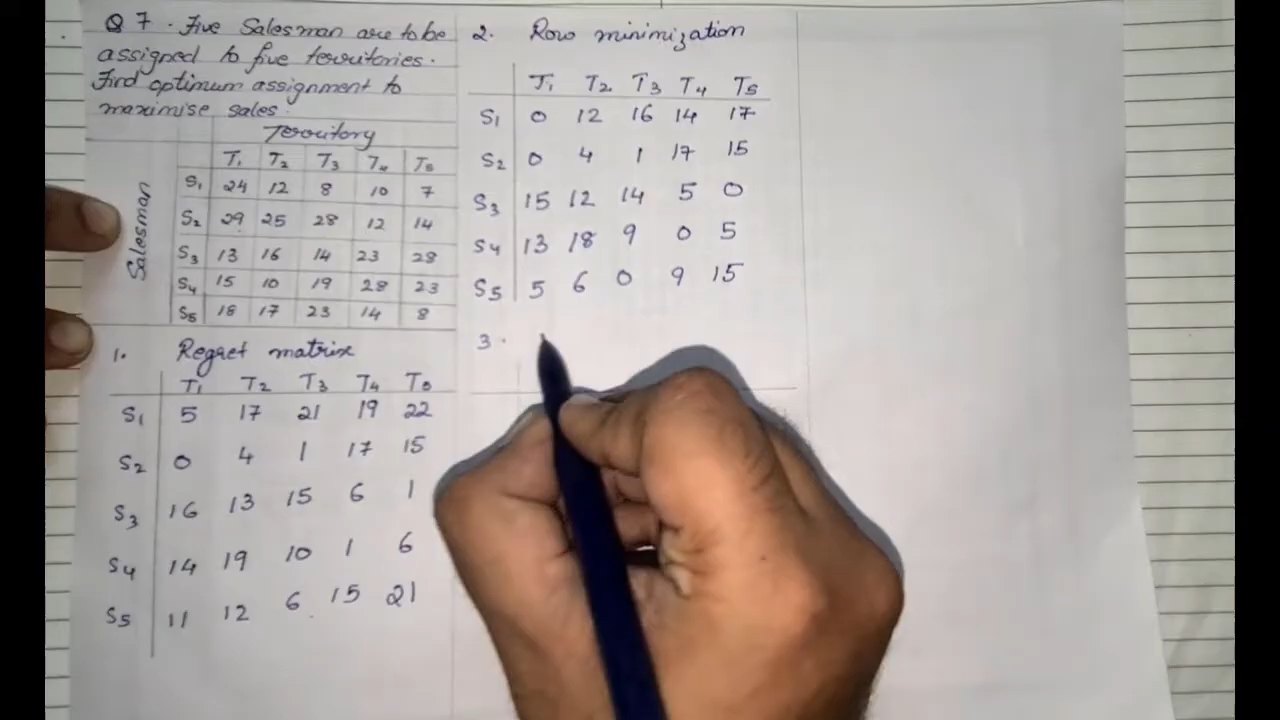 Q 7. Five Salesman are to be
assigned to five territories.
Find optimum assignment to
maximise sales.
Territory
Salesman
T1 T2 T3 T4 T5
S1 24 12 8 10 7
S2 29 25 28 12 14
S3 13 16 14 23 28
S4 15 10 19 28 23
S5 18 17 23 14 8
1. Regret matrix
T1 T2 T3 T4 T5
S1 5 17 21 19 22
S2 0 4 1 17 15
S3 16 13 15 6 1
S4 14 19 10 1 6
S5 11 12 6 15 21
2. Row minimization
T1 T2 T3 T4 T5
S1 0 12 16 14 17
S2 0 4 1 17 15
S3 15 12 14 5 0
S4 13 18 9 0 5
S5 5 6 0 9 15
3.